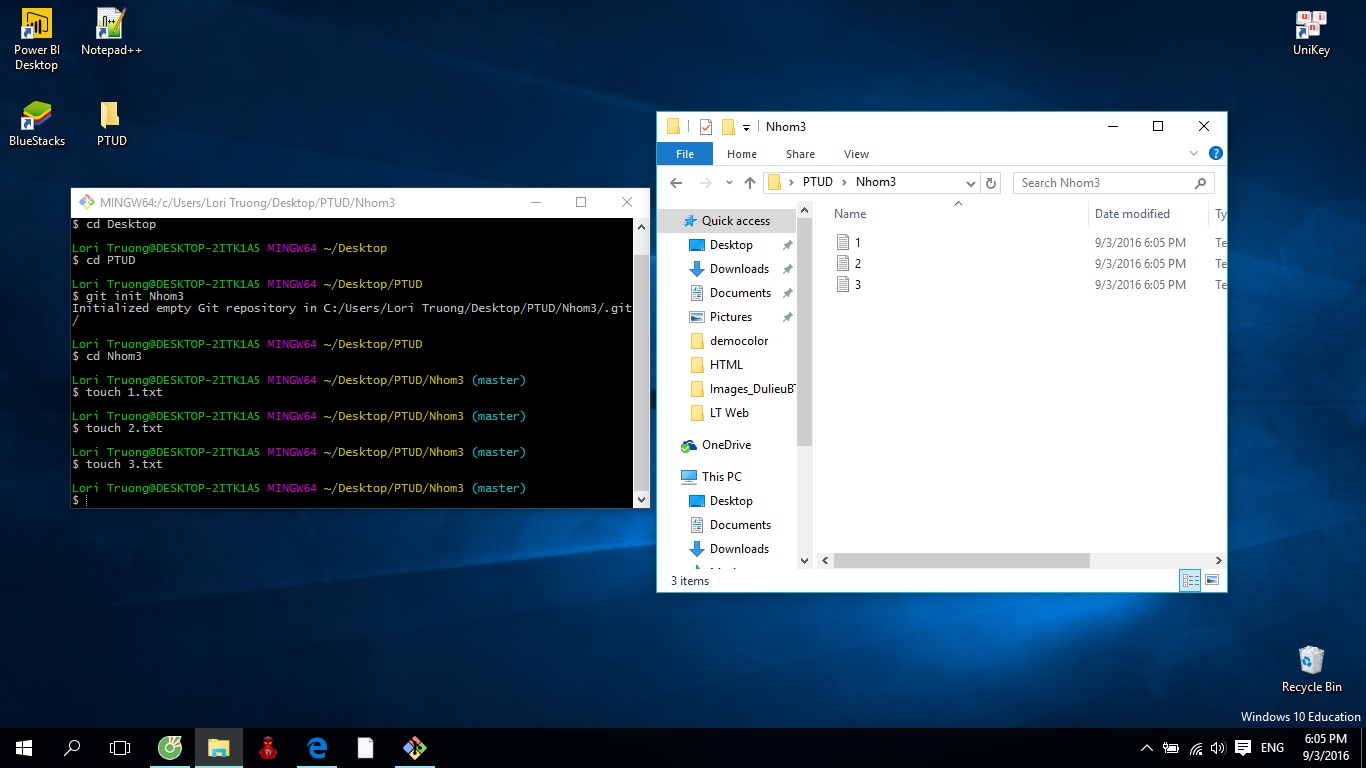 Power BI
Desktop
Notepad++
UniKey
BlueStacks
PTUD
MINGW64:/c/Users/Lori Truong/Desktop/PTUD/Nhom3
$ cd Desktop
Lori Truong@DESKTOP-2ITK1A5 MINGW64 ~/Desktop
$ cd PTUD
Lori Truong@DESKTOP-2ITK1A5 MINGW64 ~/Desktop/PTUD
$ git init Nhom3
Initialized empty Git repository in C:/Users/Lori Truong/Desktop/PTUD/Nhom3/.git
/
Lori Truong@DESKTOP-2ITK1A5 MINGW64 ~/Desktop/PTUD
$ cd Nhom3
Lori Truong@DESKTOP-2ITK1A5 MINGW64 ~/Desktop/PTUD/Nhom3 (master)
$ touch 1.txt
Lori Truong@DESKTOP-2ITK1A5 MINGW64 ~/Desktop/PTUD/Nhom3 (master)
$ touch 2.txt
Lori Truong@DESKTOP-2ITK1A5 MINGW64 ~/Desktop/PTUD/Nhom3 (master)
$ touch 3.txt
Lori Truong@DESKTOP-2ITK1A5 MINGW64 ~/Desktop/PTUD/Nhom3 (master)
$
Nhom3
File Home Share View
PTUD Nhom3
Search Nhom3
Quick access
Desktop
Downloads
Documents
Pictures
democolor
HTML
Images_DulieuBT
LT Web
OneDrive
This PC
Desktop
Documents
Downloads
Name Date modified Ty
1 9/3/2016 6:05 PM Te
2 9/3/2016 6:05 PM Te
3 9/3/2016 6:05 PM Te
3 items
Recycle Bin
Windows 10 Education
ENG
6:05 PM
9/3/2016